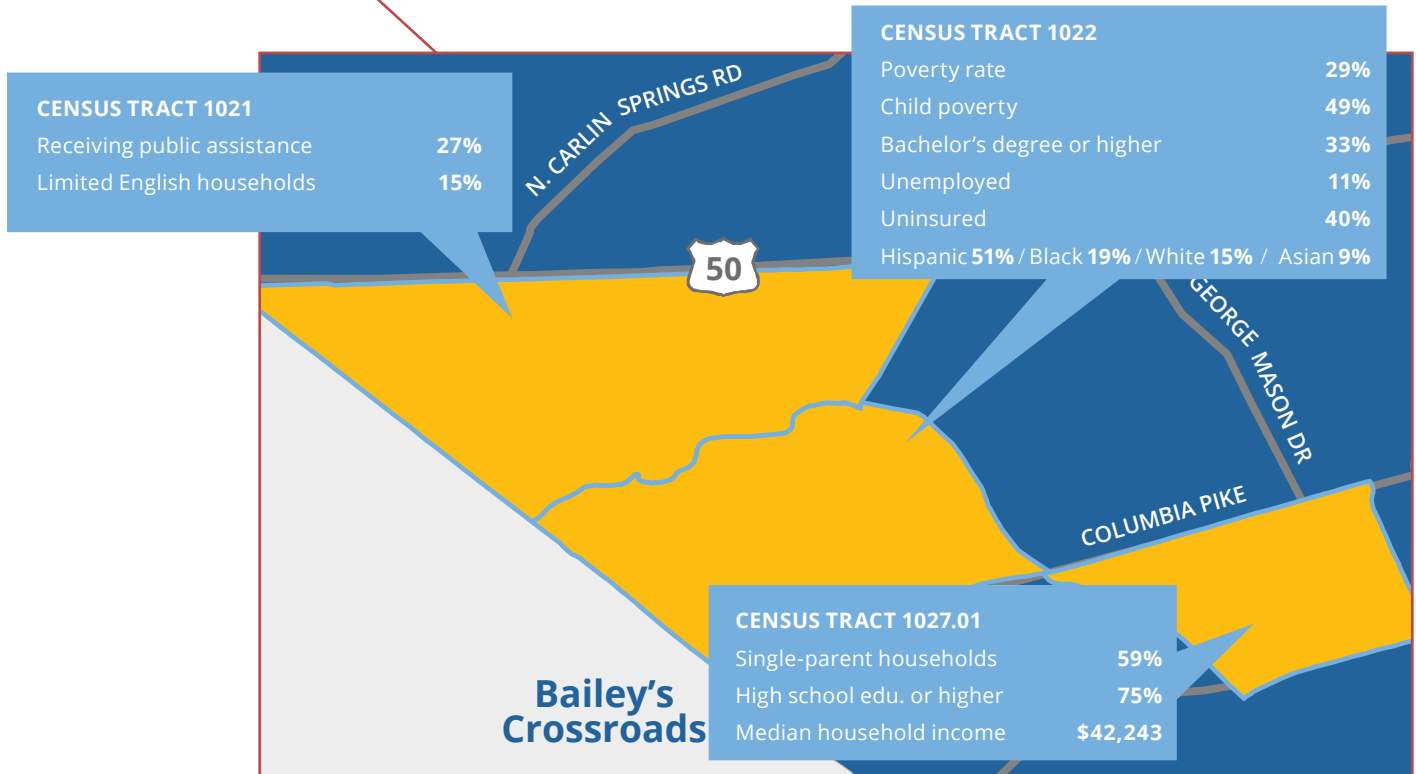 CENSUS TRACT 1022
Poverty rate 29%
Child poverty 49%
Bachelor’s degree or higher 33%
Unemployed 11%
Uninsured 40%
Hispanic 51% / Black 19% / White 15% / Asian 9%
CENSUS TRACT 1021
Receiving public assistance 27%
Limited English households 15%
N. CARLIN SPRINGS RD
50
GEORGE MASON DR
COLUMBIA PIKE
CENSUS TRACT 1027.01
Single-parent households 59%
High school edu. or higher 75%
Median household income $42,243
Bailey’s
Crossroads